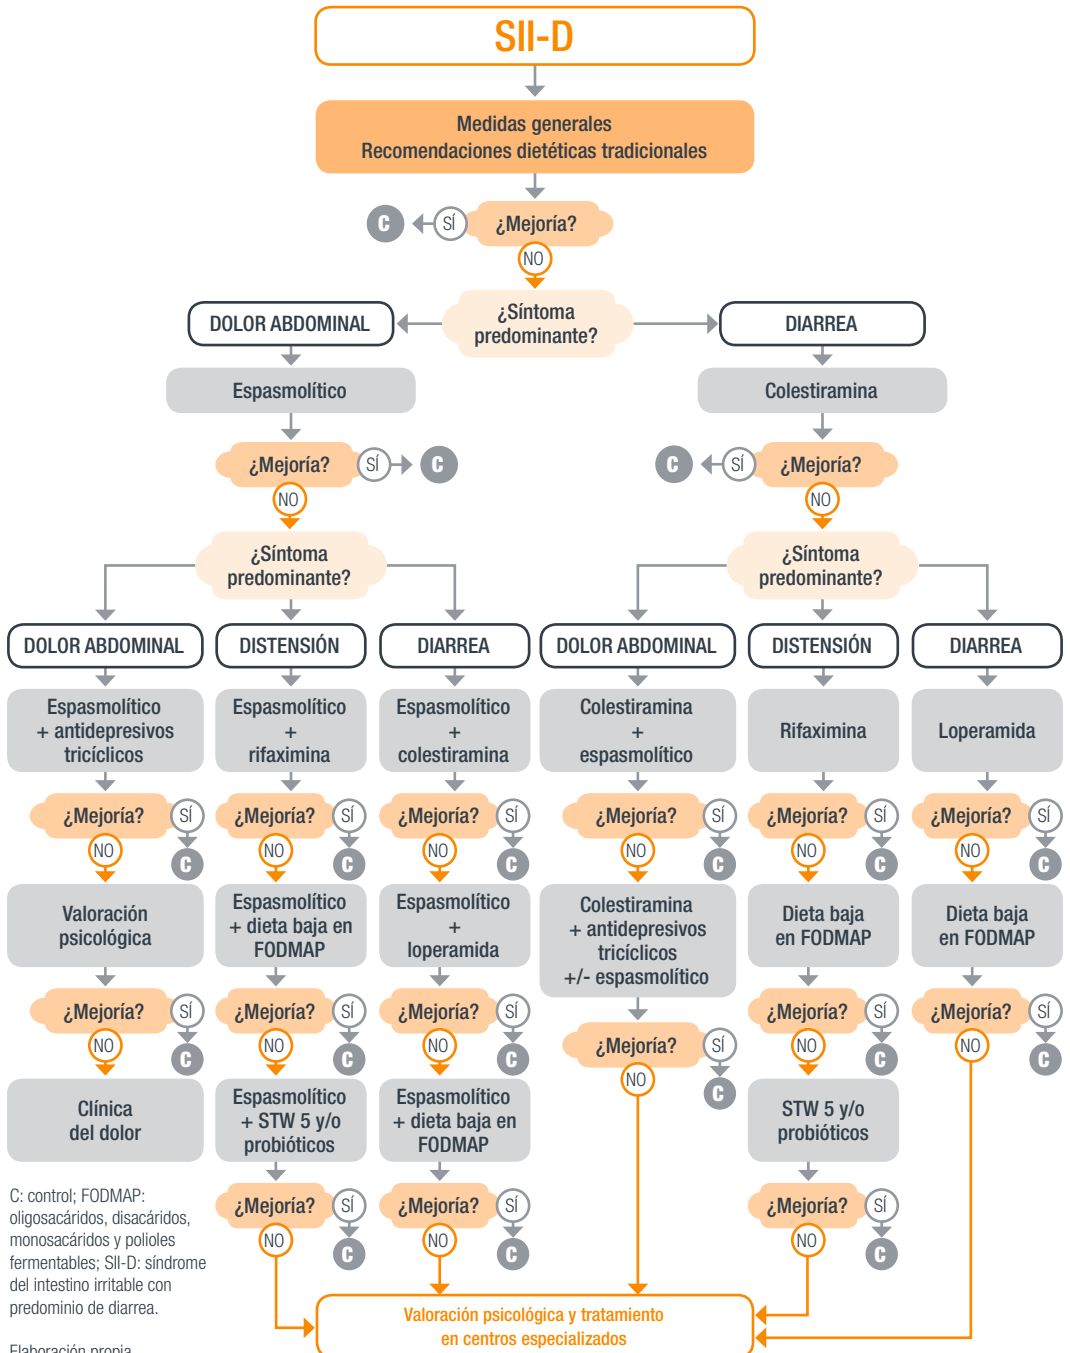 SII-D
Medidas generales
Recomendaciones dietéticas tradicionales
C
SÍ
¿Mejoría?
NO
¿Síntoma
predominante?
DOLOR ABDOMINAL
DIARREA
Espasmolítico
Colestiramina
¿Mejoría?
SÍ
C
NO
C
SÍ
¿Mejoría?
NO
¿Síntoma
predominante?
¿Síntoma
predominante?
DOLOR ABDOMINAL
DISTENSIÓN
DIARREA
DOLOR ABDOMINAL
DISTENSIÓN
DIARREA
Espasmolítico
+ antidepresivos
tricíclicos
Espasmolítico
+
rifaximina
Espasmolítico
+
colestiramina
Colestiramina
+
espasmolítico
Rifaximina
Loperamida
¿Mejoría?
SÍ
NO
C
¿Mejoría?
SÍ
NO
C
¿Mejoría?
SÍ
NO
C
¿Mejoría?
SÍ
NO
C
¿Mejoría?
SÍ
NO
C
¿Mejoría?
SÍ
NO
C
Valoración
psicológica
Espasmolítico
+ dieta baja en
FODMAP
Espasmolítico
+
loperamida
Colestiramina
+ antidepresivos
tricíclicos
+/- espasmolítico
Dieta baja
en FODMAP
Dieta baja
en FODMAP
¿Mejoría?
SÍ
NO
C
¿Mejoría?
SÍ
NO
C
¿Mejoría?
SÍ
NO
C
¿Mejoría?
SÍ
NO
C
¿Mejoría?
SÍ
NO
C
¿Mejoría?
SÍ
NO
C
Clínica
del dolor
Espasmolítico
+ STW 5 y/o
probióticos
Espasmolítico
+ dieta baja en
FODMAP
STW 5 y/o
probióticos
¿Mejoría?
SÍ
NO
C
¿Mejoría?
SÍ
NO
C
¿Mejoría?
SÍ
NO
C
Valoración psicológica y tratamiento
en centros especializados
C: control; FODMAP:
oligosacáridos, disacáridos,
monosacáridos y polioles
fermentables; SII-D: síndrome
del intestino irritable con
predominio de diarrea.
Elaboración propia